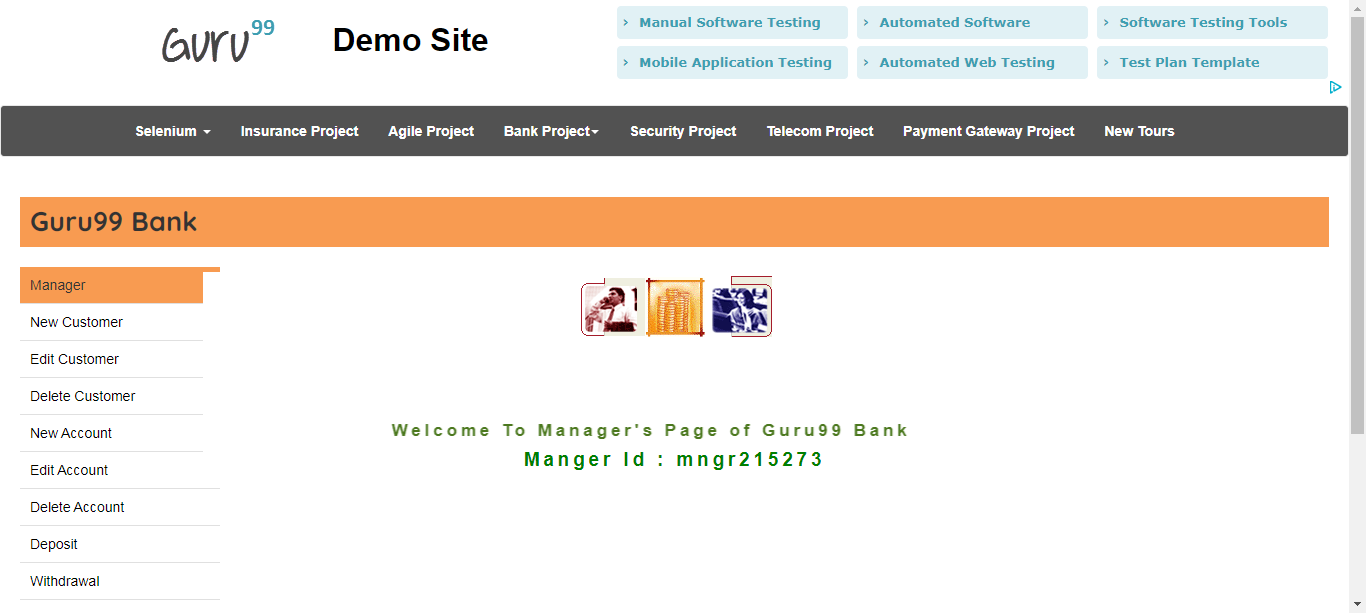 Guru99 Demo Site
› Manual Software Testing › Automated Software › Software Testing Tools
› Mobile Application Testing › Automated Web Testing › Test Plan Template
Selenium Insurance Project Agile Project Bank Project Security Project Telecom Project Payment Gateway Project New Tours
Guru99 Bank
Manager
New Customer
Edit Customer
Delete Customer
New Account
Edit Account
Delete Account
Deposit
Withdrawal
Welcome To Manager's Page of Guru99 Bank
Manger Id : mngr215273